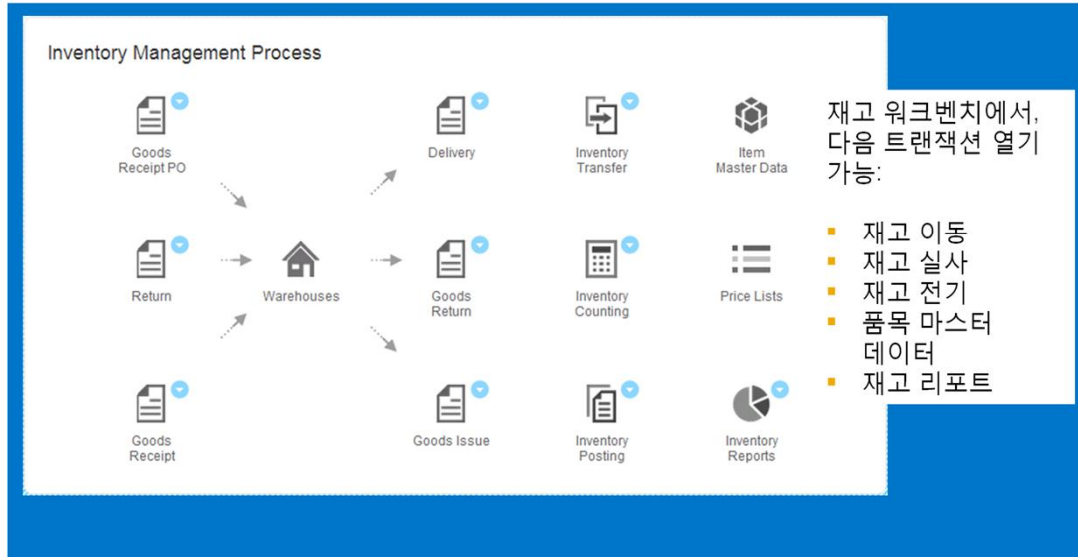 Inventory Management Process
Goods
Receipt PO
Delivery
Inventory
Transfer
Item
Master Data
Return
Warehouses
Goods
Return
Inventory
Counting
Price Lists
Goods
Receipt
Goods Issue
Inventory
Posting
Inventory
Reports
재고 워크벤치에서,
다음 트랜잭션 열기
가능:
▪ 재고 이동
▪ 재고 실사
▪ 재고 전기
▪ 품목 마스터
데이터
▪ 재고 리포트